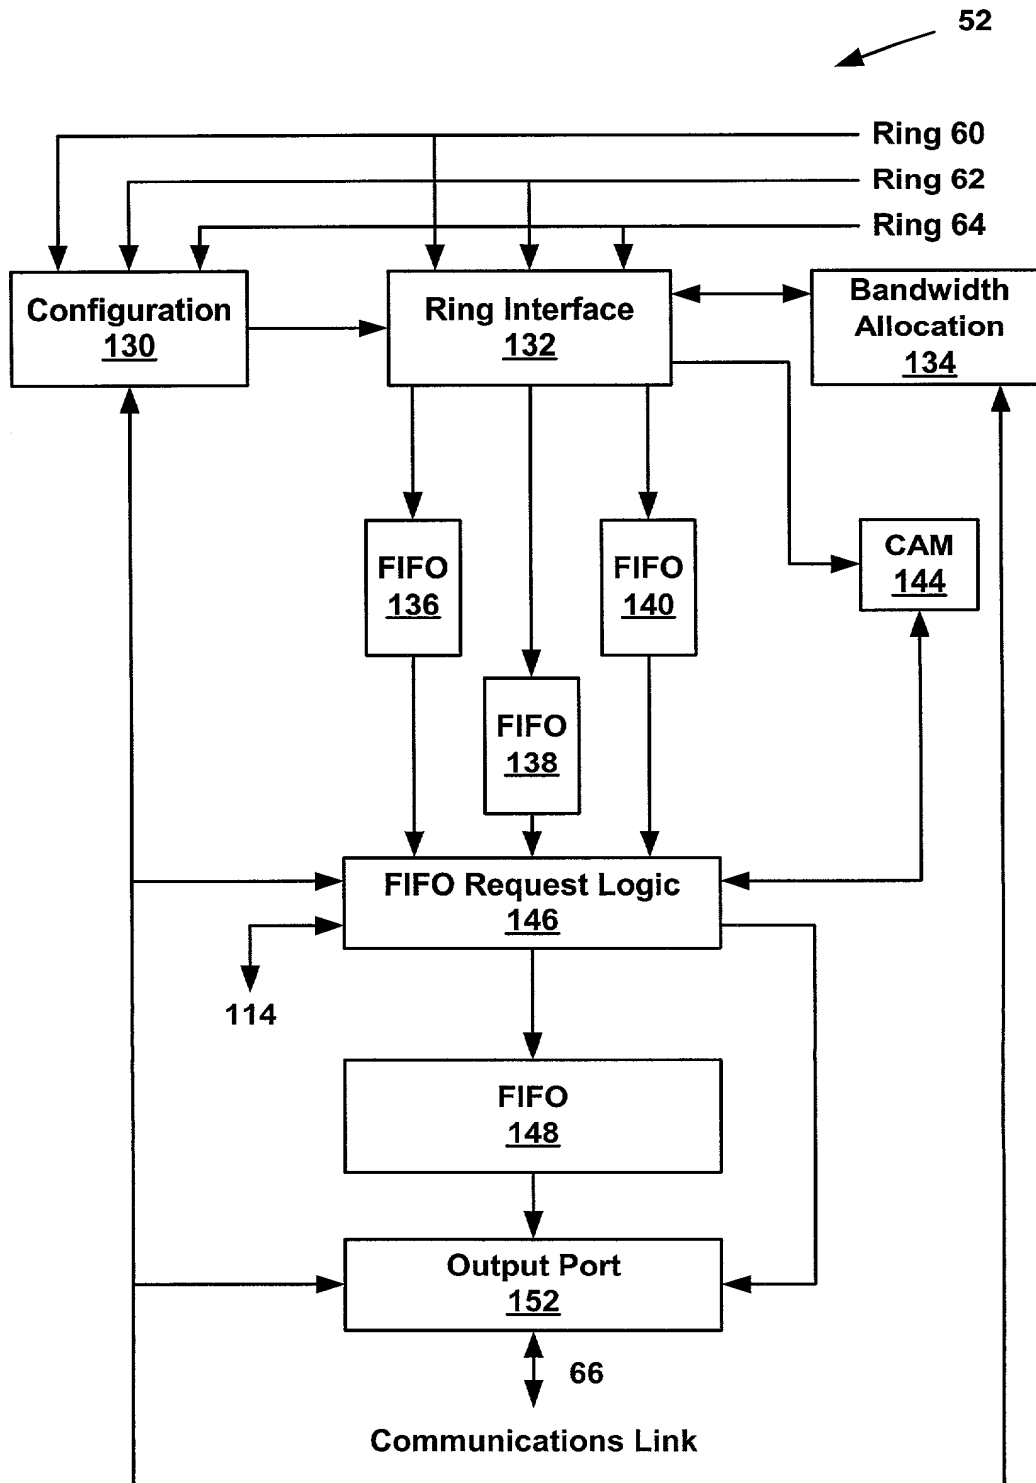 52
Ring 60
Ring 62
Ring 64
Configuration
130
Ring Interface
132
Bandwidth
Allocation
134
FIFO
136
FIFO
140
CAM
144
FIFO
138
FIFO Request Logic
146
114
FIFO
148
Output Port
152
66
Communications Link